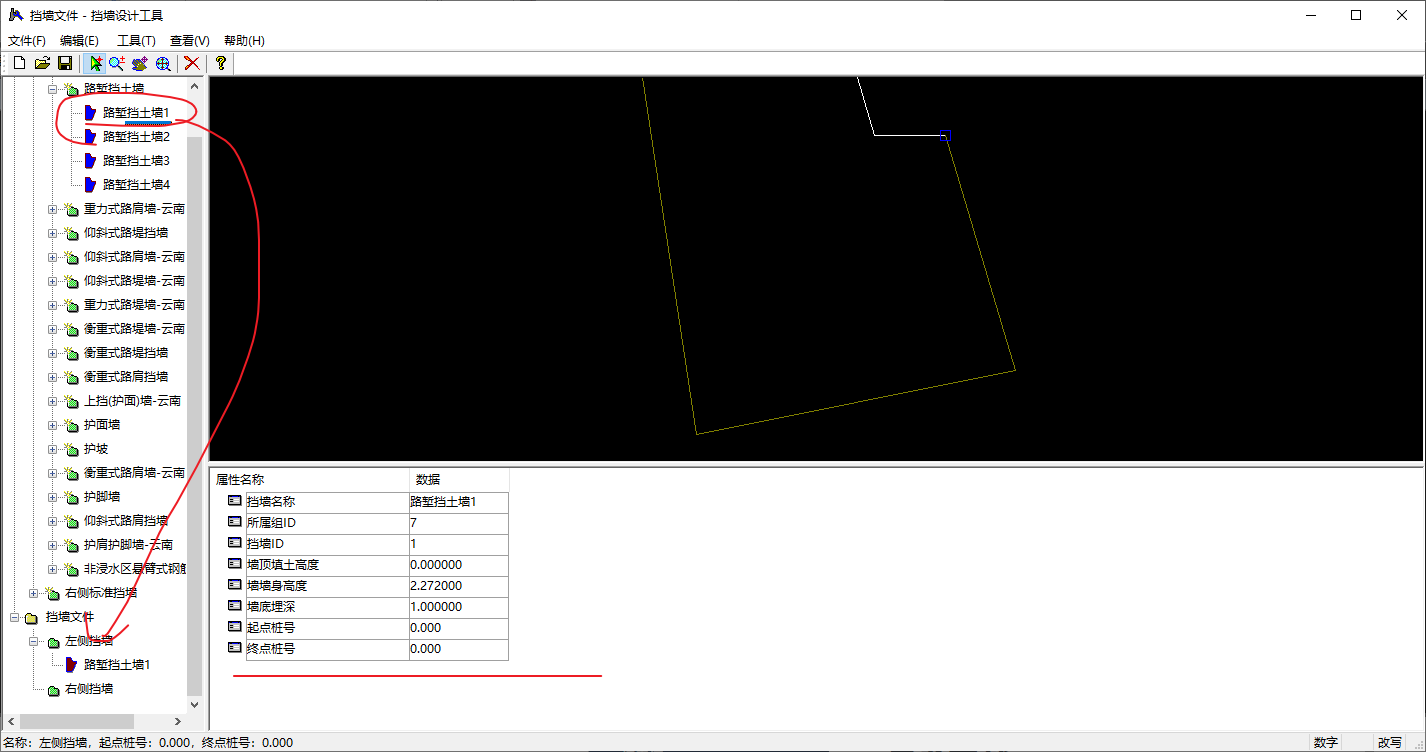 挡墙文件 - 挡墙设计工具
文件(F) 编辑(E) 工具(T) 查看(V) 帮助(H)
路堑挡土墙
路堑挡土墙1
路堑挡土墙2
路堑挡土墙3
路堑挡土墙4
重力式路肩墙-云南
仰斜式路堤挡墙
仰斜式路肩墙-云南
仰斜式路堤墙-云南
重力式路堤墙-云南
衡重式路堤墙-云南
衡重式路堤挡墙
衡重式路肩挡墙
上挡(护面)墙-云南
护面墙
护坡
衡重式路肩墙-云南
护脚墙
仰斜式路肩挡墙
护肩护脚墙-云南
非浸水区悬臂式钢筋
右侧标准挡墙
挡墙文件
左侧挡墙
路堑挡土墙1
右侧挡墙
属性名称 数据
挡墙名称 路堑挡土墙1
所属组ID 7
挡墙ID 1
墙顶填土高度 0.000000
墙墙身高度 2.272000
墙底埋深 1.000000
起点桩号 0.000
终点桩号 0.000
名称: 左侧挡墙, 起点桩号: 0.000, 终点桩号: 0.000
数字 改写